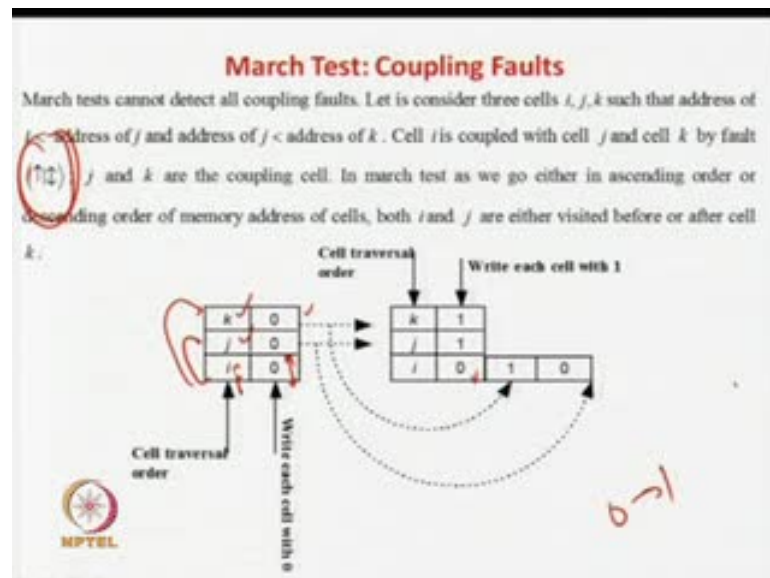 March Test: Coupling Faults
March tests cannot detect all coupling faults. Let is consider three cells i, j,k such that address of
address of j and address of j < address of k . Cell i is coupled with cell j and cell k by fault
j and k are the coupling cell. In march test as we go either in ascending order or
descending order of memory address of cells, both i and j are either visited before or after cell
k .
Cell traversal
order
Write each cell with 1
k 0
j 0
i 0
k 1
j 1
i 0 1 0
Cell traversal
order
Write each cell with 0
0→1
NPTEL